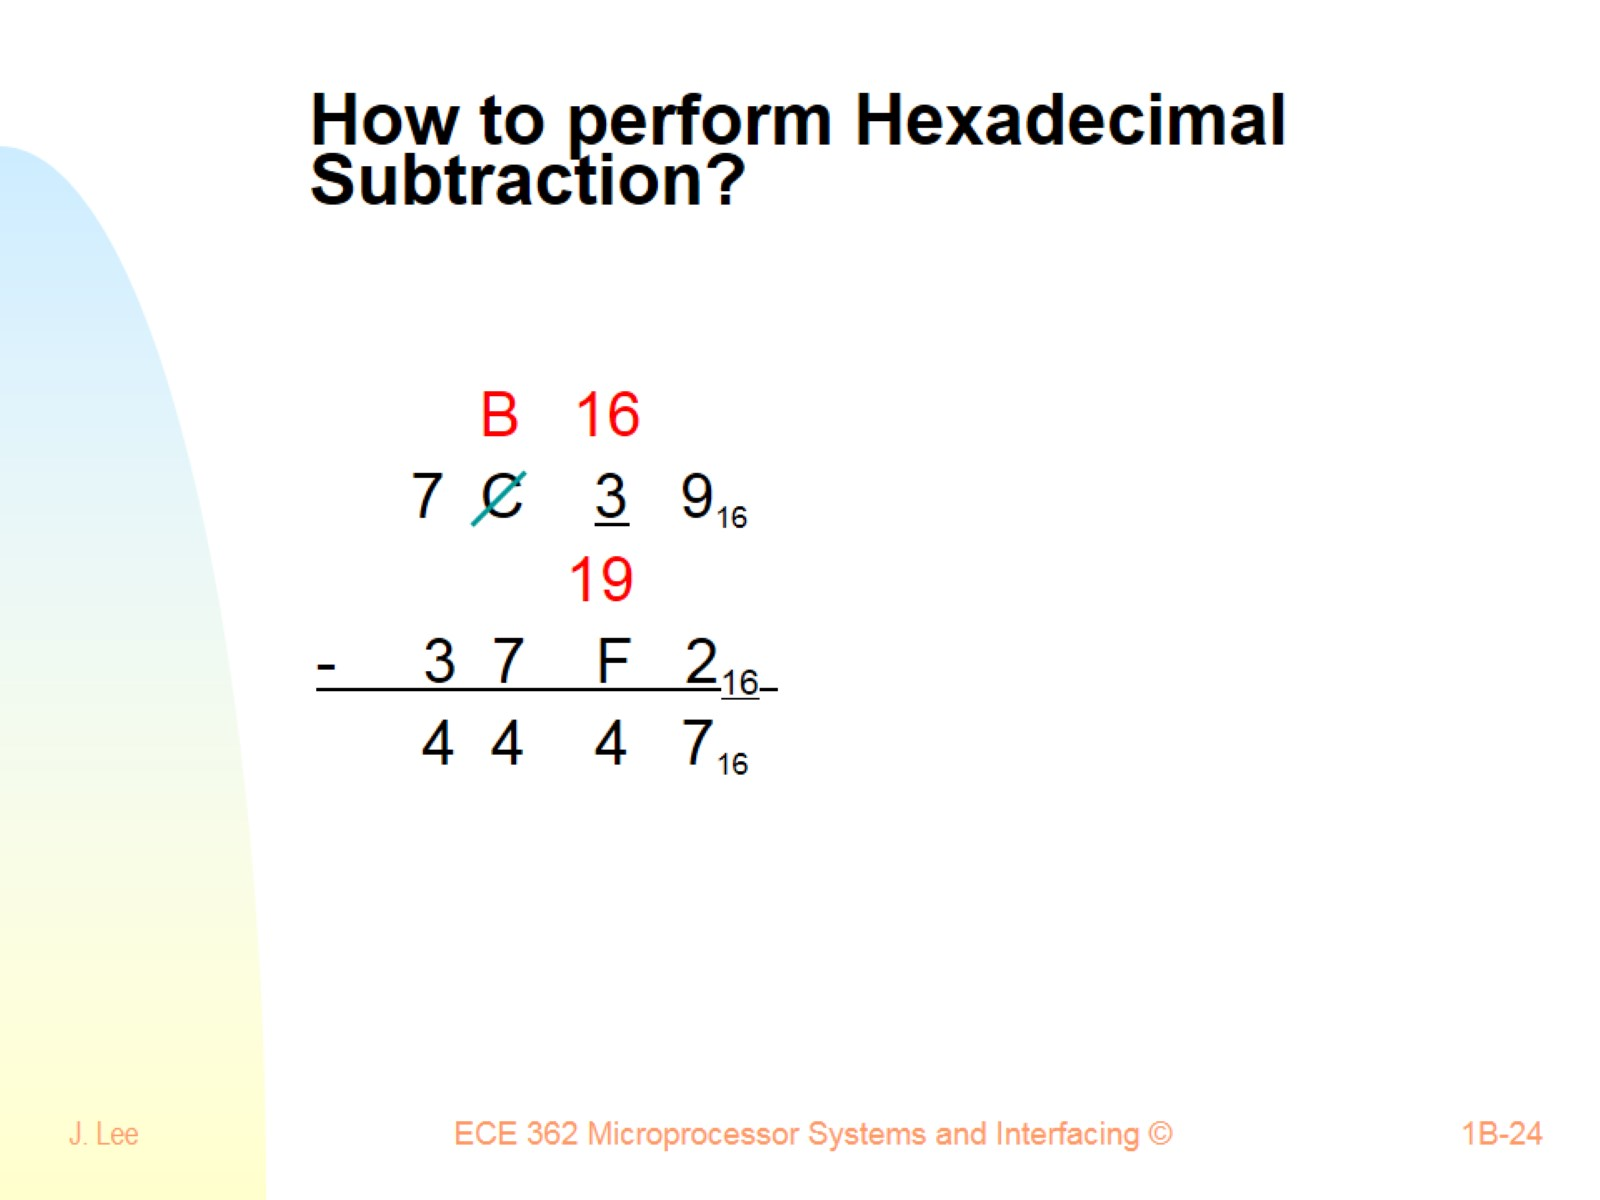 How to perform Hexadecimal
Subtraction?
B 16
7 C 3 9₁₆
19
- 3 7 F 2₁₆
4 4 4 7₁₆
J. Lee ECE 362 Microprocessor Systems and Interfacing © 1B-24